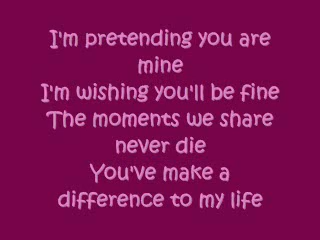 I'm pretending you are
mine
I'm wishing you'll be fine
The moments we share
never die
You've make a
difference to my life